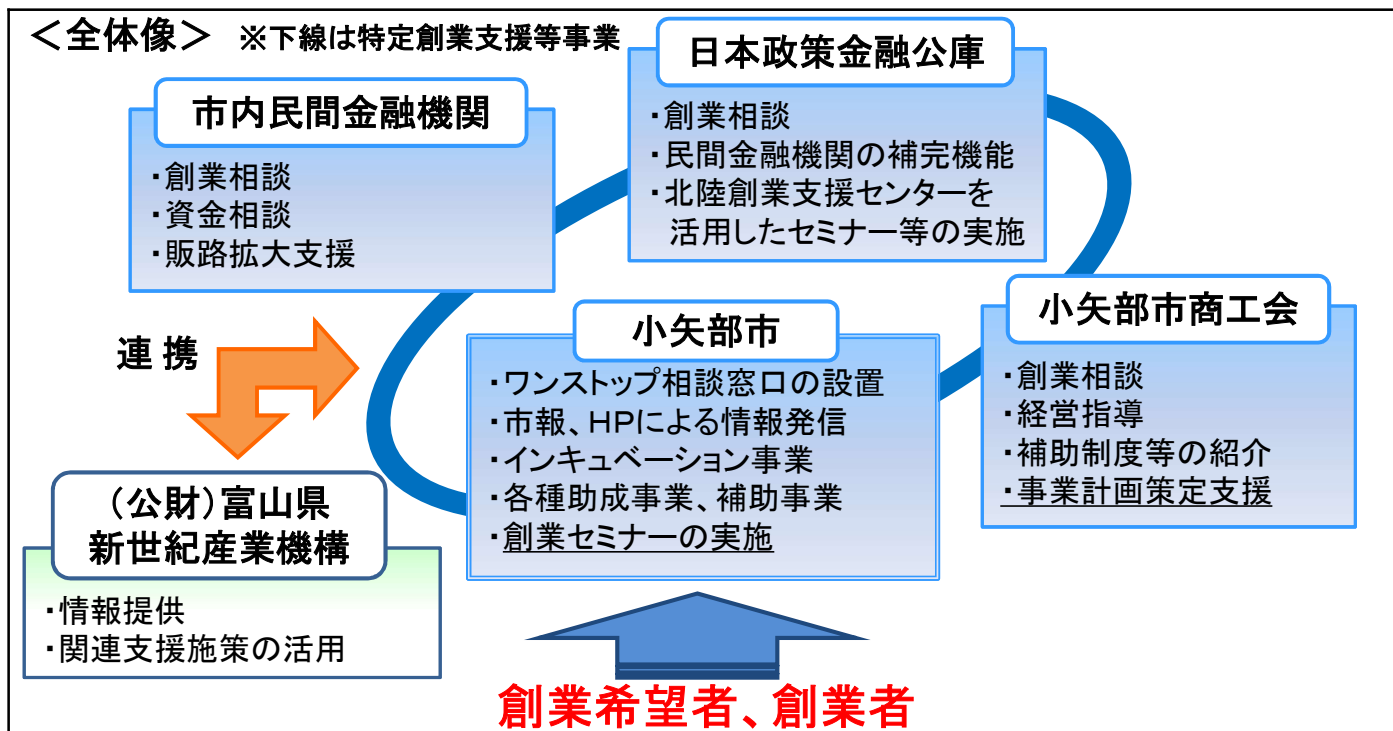 ＜全体像＞ ※下線は特定創業支援等事業
市内民間金融機関
・創業相談
・資金相談
・販路拡大支援
日本政策金融公庫
・創業相談
・民間金融機関の補完機能
・北陸創業支援センターを
活用したセミナー等の実施
小矢部市商工会
・創業相談
・経営指導
・補助制度等の紹介
・事業計画策定支援
小矢部市
・ワンストップ相談窓口の設置
・市報、HPによる情報発信
・インキュベーション事業
・各種助成事業、補助事業
・創業セミナーの実施
連 携
（公財）富山県
新世紀産業機構
・情報提供
・関連支援施策の活用
創業希望者、創業者